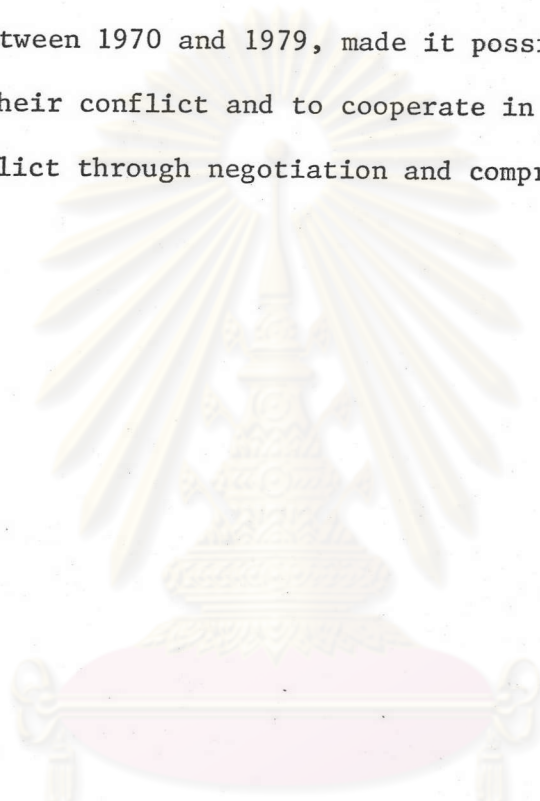 tween 1970 and 1979, made it possi
heir conflict and to cooperate in
lict through negotiation and compr